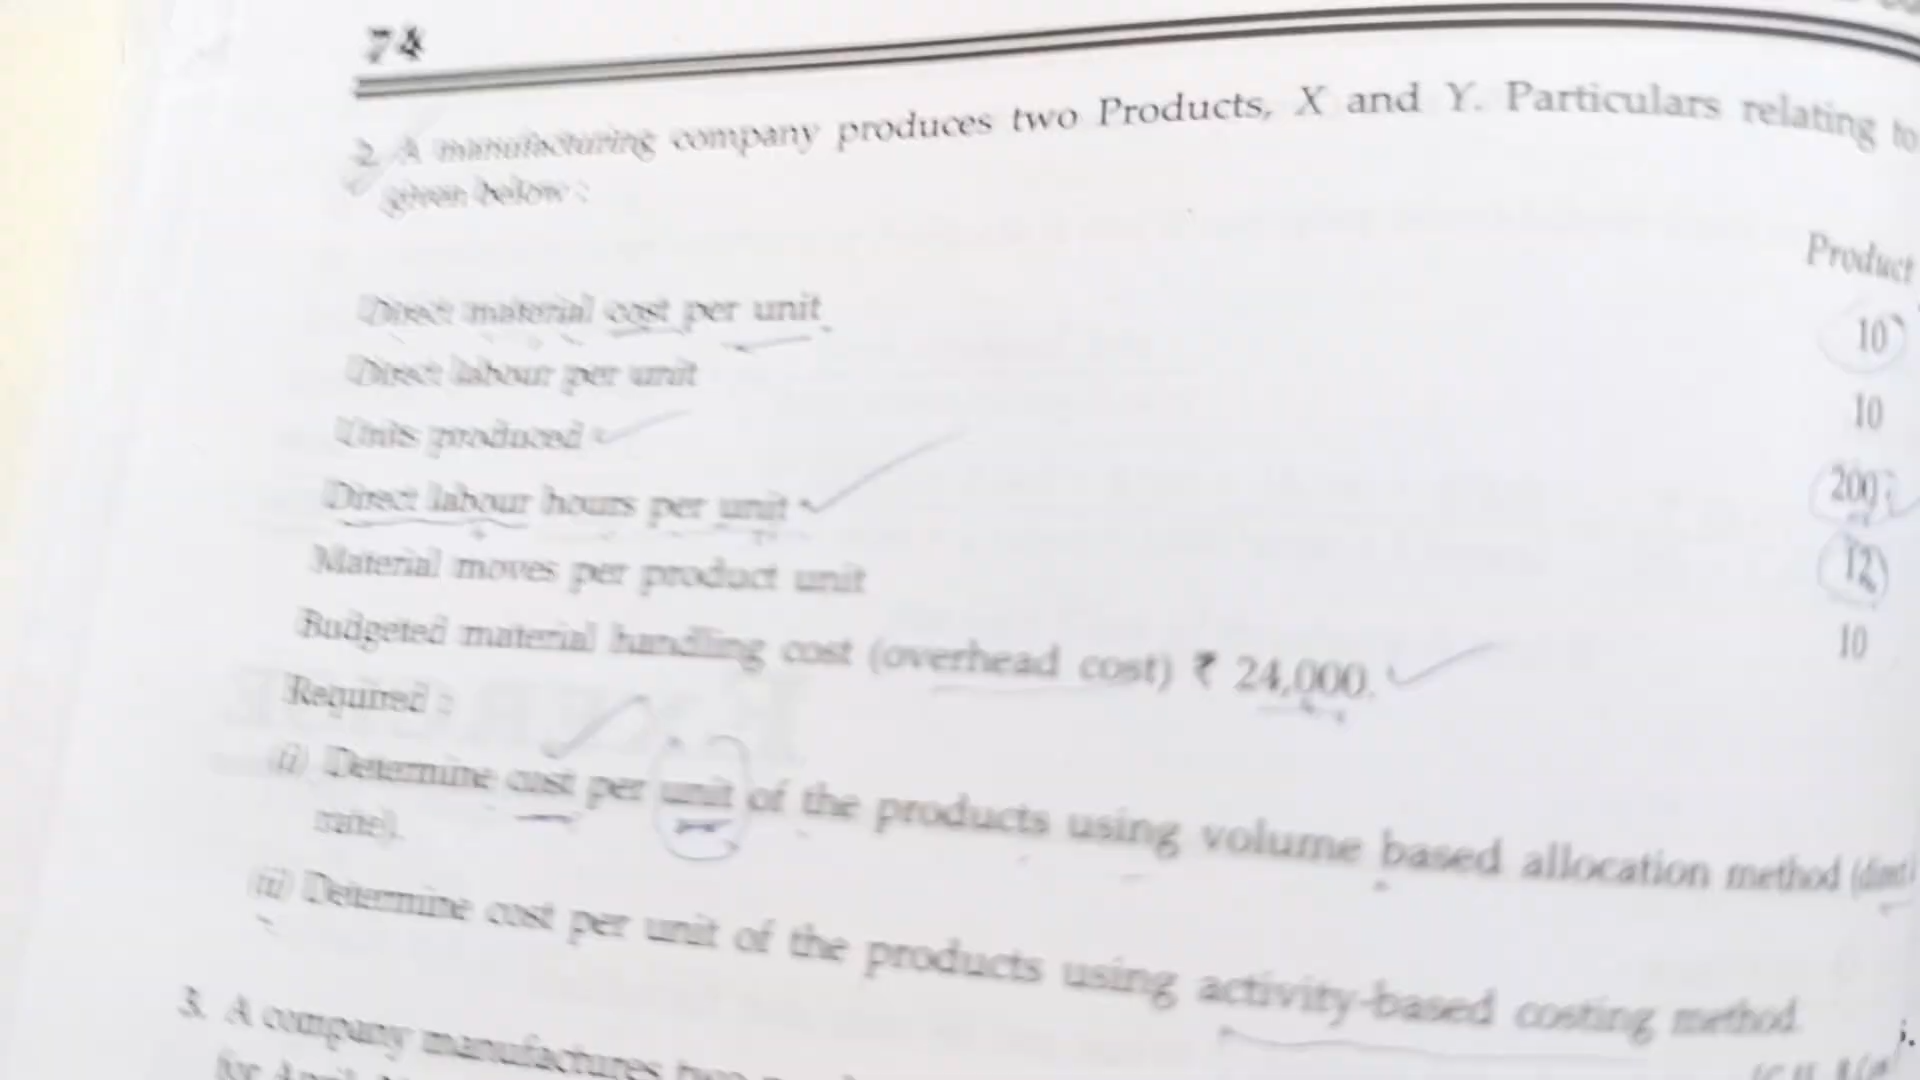 74
2. A manufacturing company produces two Products, X and Y. Particulars relating to
given below :
Product
Direct material cost per unit 10
Direct labour per unit 10
Units produced 200
Direct labour hours per unit 12
Material moves per product unit 10
Budgeted material handling cost (overhead cost) ₹ 24,000.
Required :
(i) Determine cost per unit of the products using volume based allocation method
rate).
(ii) Determine cost per unit of the products using activity-based costing method.
3. A company manufactures two
for April